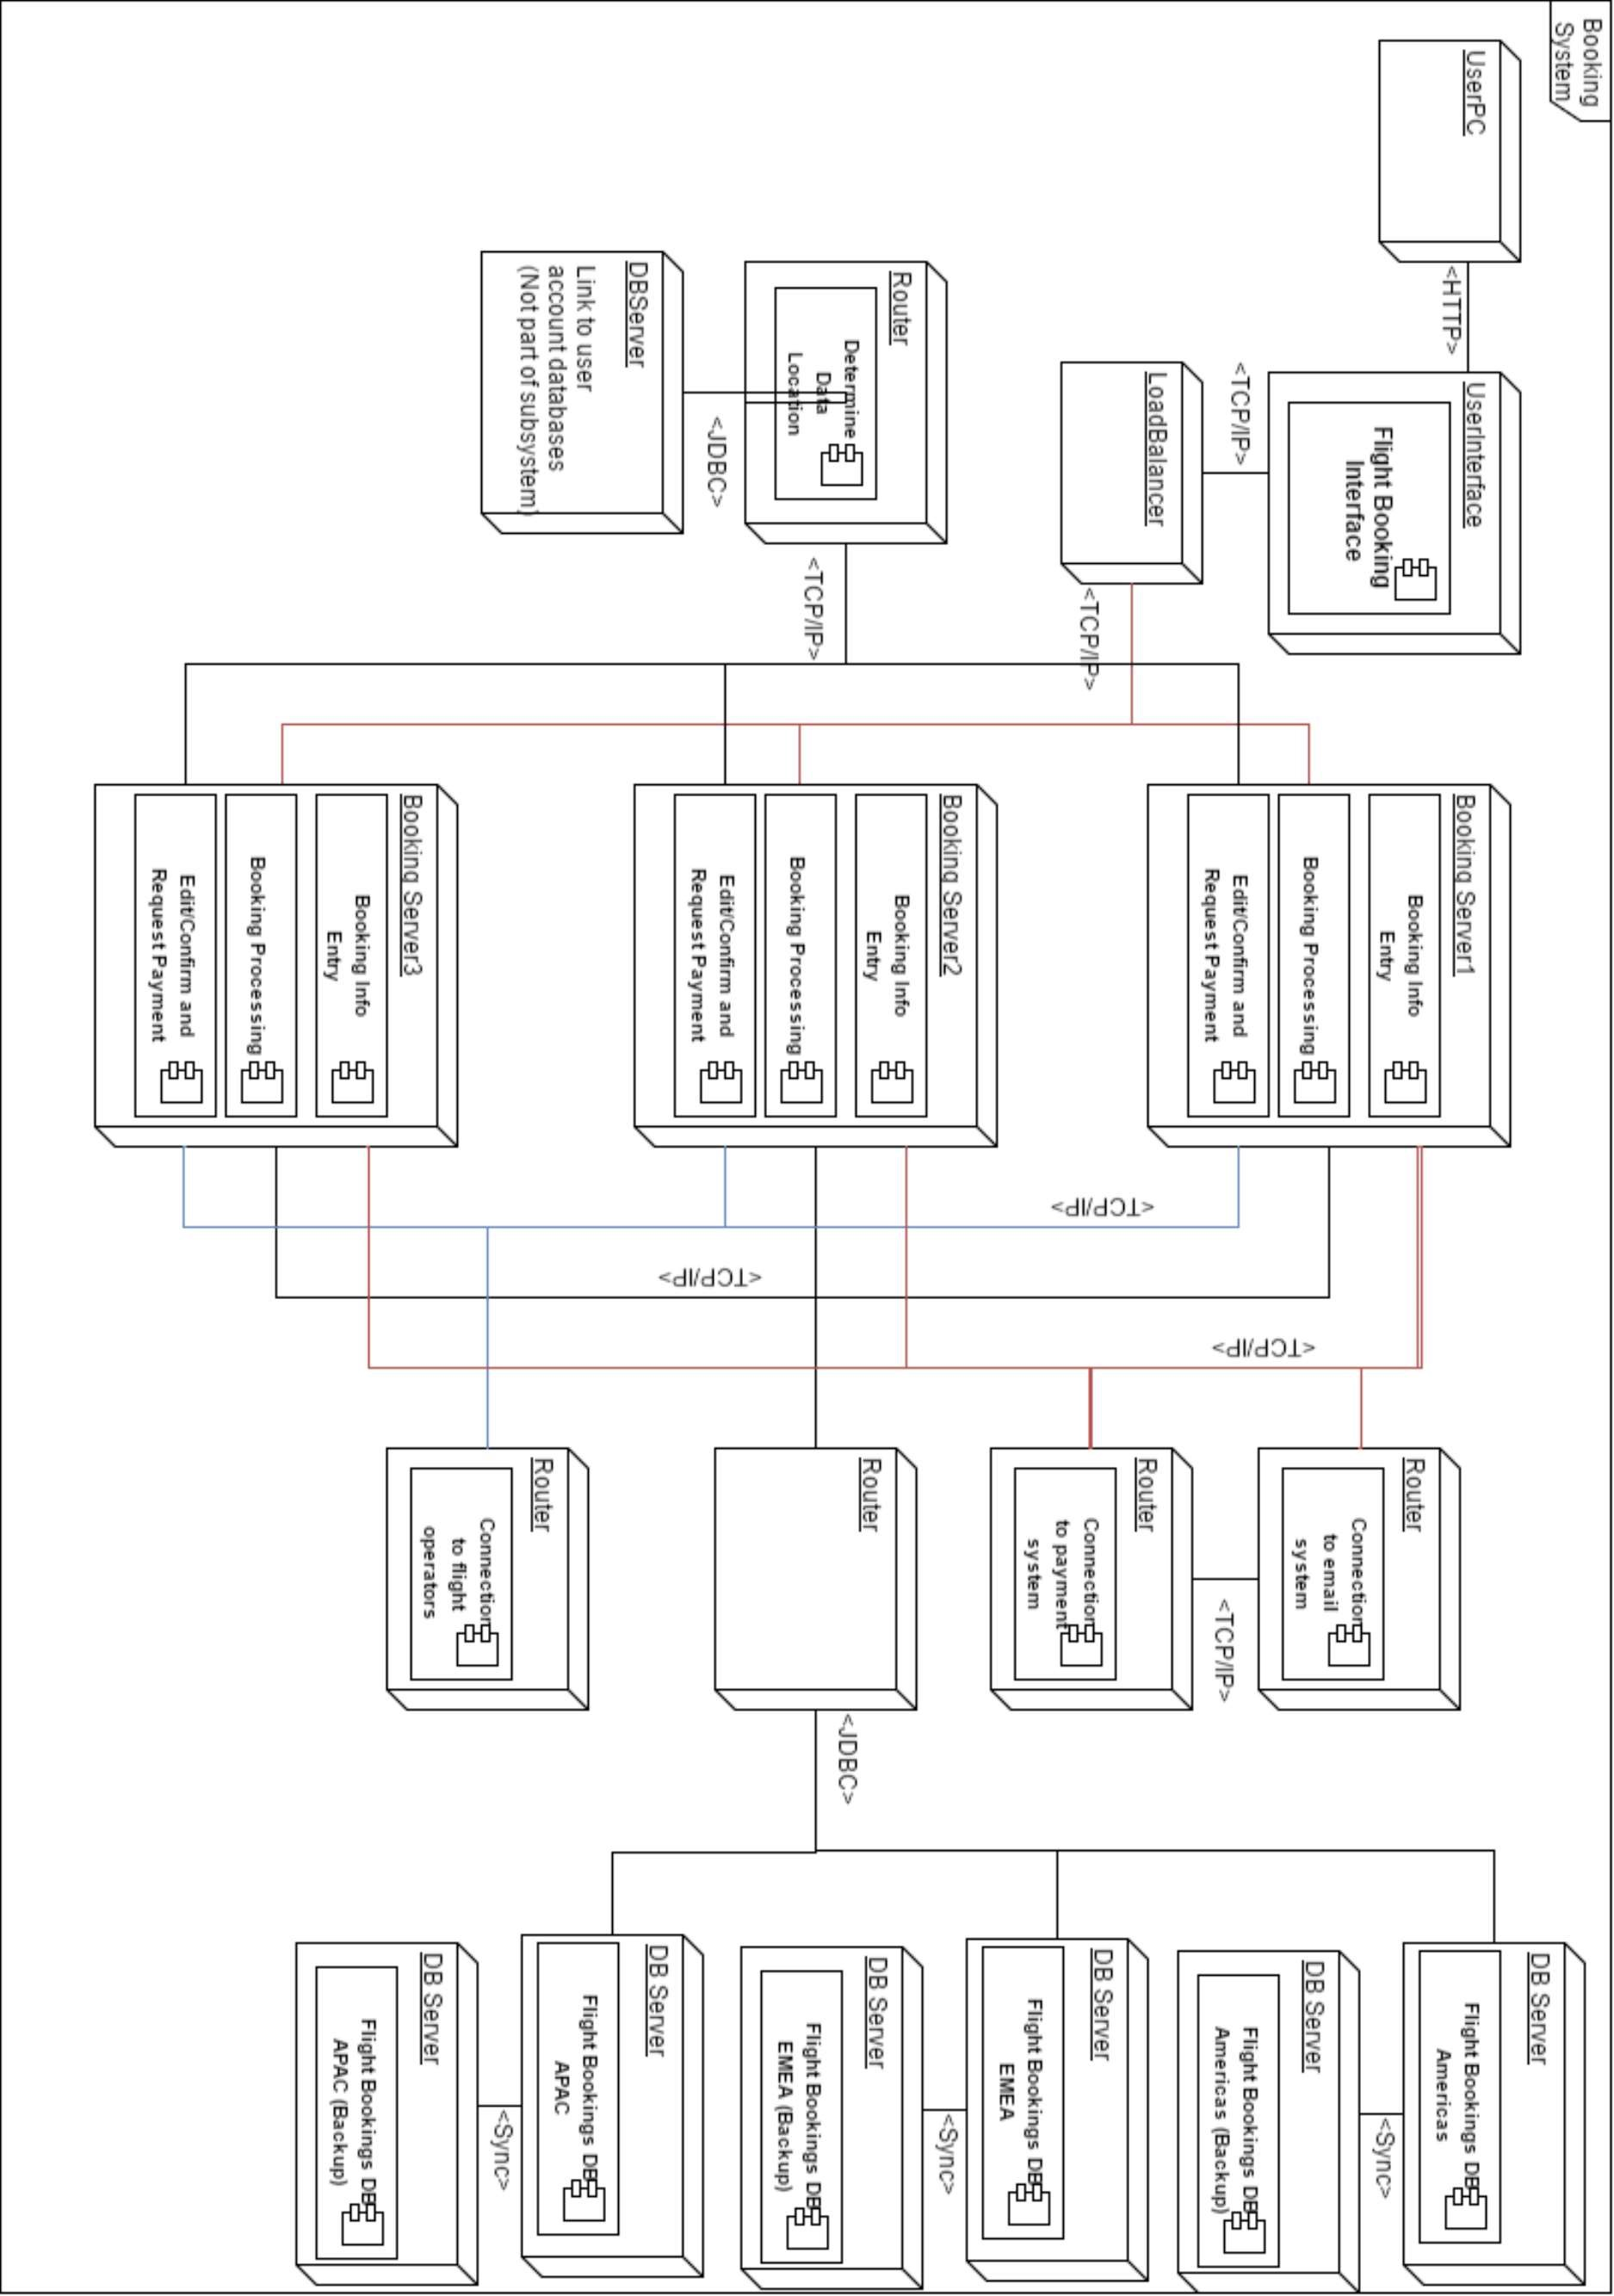 Booking
System
UserPC
<HTTP>
UserInterface
Flight Booking
Interface
<TCP/IP>
LoadBalancer
<TCP/IP>
Router
Determine
Data
Location
<TCP/IP>
<JDBC>
DBServer
Link to user
account databases
(Not part of subsystem)
Booking Server1
Booking Info
Entry
Booking Processing
Edit/Confirm and
Request Payment
Booking Server2
Booking Info
Entry
Booking Processing
Edit/Confirm and
Request Payment
Booking Server3
Booking Info
Entry
Booking Processing
Edit/Confirm and
Request Payment
<TCP/IP>
<TCP/IP>
<TCP/IP>
Router
Connection
to email
system
<TCP/IP>
Router
Connection
to payment
system
Router
<JDBC>
Router
Connection
to flight
operators
DB Server
Flight Bookings DB
Americas
<Sync>
DB Server
Flight Bookings DB
Americas (Backup)
DB Server
Flight Bookings DB
EMEA
<Sync>
DB Server
Flight Bookings DB
EMEA (Backup)
DB Server
Flight Bookings DB
APAC
<Sync>
DB Server
Flight Bookings DB
APAC (Backup)